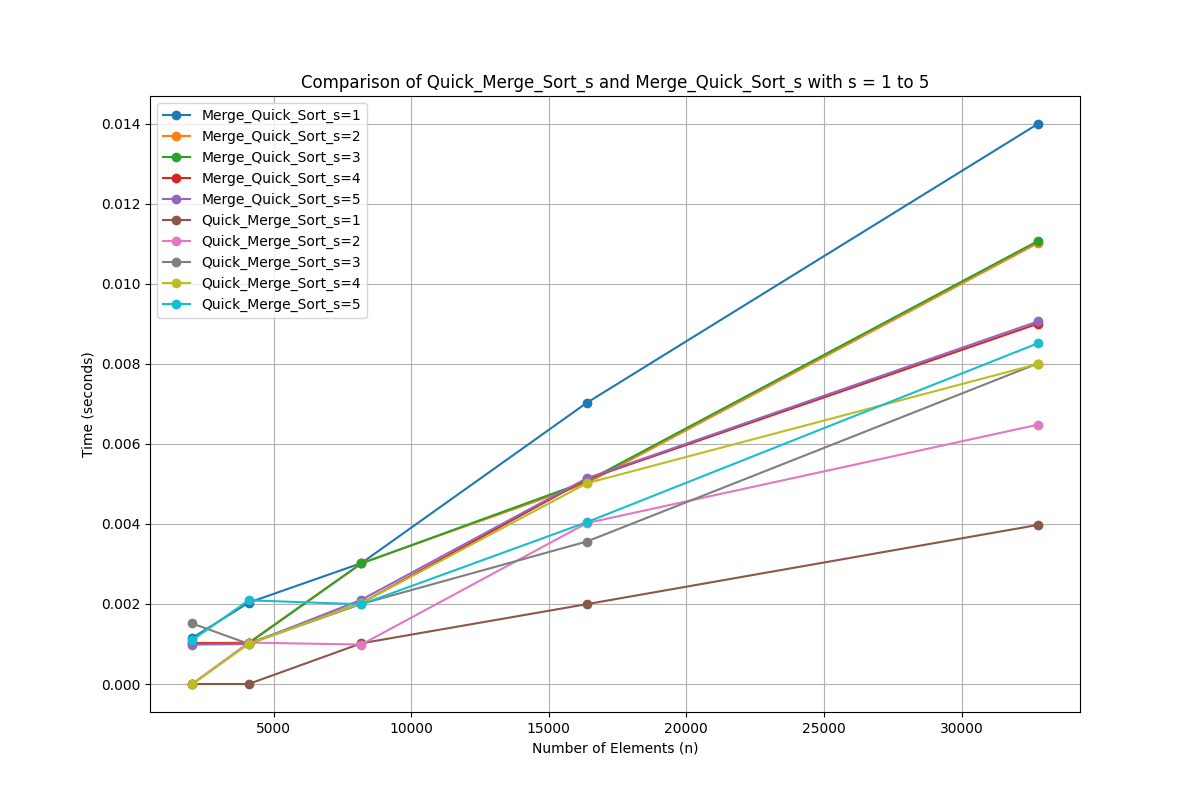 Comparison of Quick_Merge_Sort_s and Merge_Quick_Sort_s with s = 1 to 5
Merge_Quick_Sort_s=1
Merge_Quick_Sort_s=2
Merge_Quick_Sort_s=3
Merge_Quick_Sort_s=4
Merge_Quick_Sort_s=5
Quick_Merge_Sort_s=1
Quick_Merge_Sort_s=2
Quick_Merge_Sort_s=3
Quick_Merge_Sort_s=4
Quick_Merge_Sort_s=5
Time (seconds)
0.014
0.012
0.010
0.008
0.006
0.004
0.002
0.000
5000 10000 15000 20000 25000 30000
Number of Elements (n)